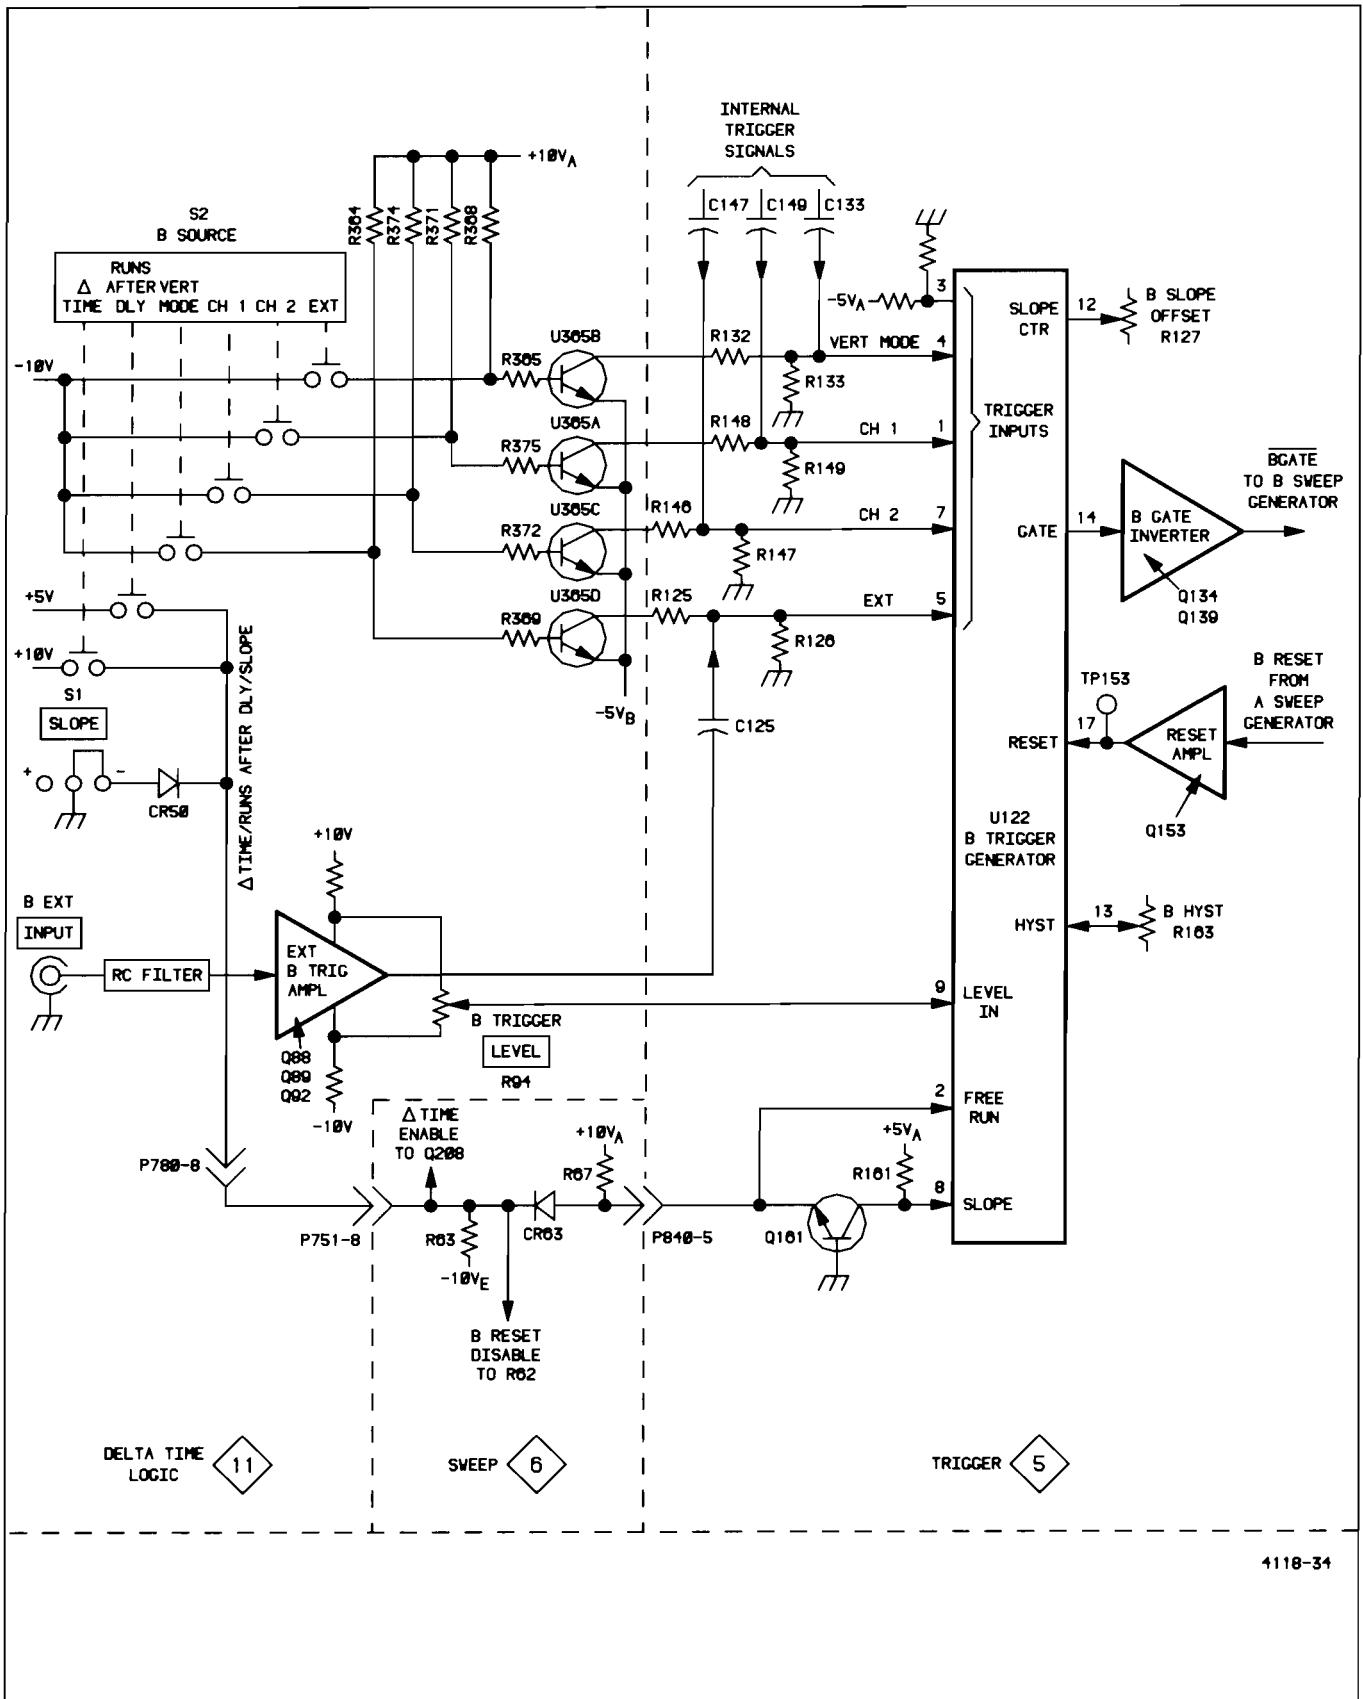 INTERNAL
TRIGGER
SIGNALS
+10VA
R364
R374
R371
R368
C147
C149
C133
S2
B SOURCE
RUNS
Δ AFTER VERT
TIME DLY MODE CH 1 CH 2 EXT
-10V
U365B
R365
R132
VERT MODE
R133
-5VA
3
4
SLOPE
CTR
12
B SLOPE
OFFSET
R127
U365A
R375
R148
CH 1
R149
1
TRIGGER
INPUTS
U365C
R372
R146
CH 2
R147
7
GATE
14
B GATE
INVERTER
Q134
Q139
BGATE
TO B SWEEP
GENERATOR
+5V
U365D
R369
R125
EXT
R126
5
+10V
S1
SLOPE
+
-
CR50
Δ TIME/RUNS AFTER DLY/SLOPE
-5VB
C125
TP153
17
RESET
RESET
AMPL
Q153
B RESET
FROM
A SWEEP
GENERATOR
U122
B TRIGGER
GENERATOR
+10V
B EXT
INPUT
RC FILTER
EXT
B TRIG
AMPL
Q88
Q89
Q92
-10V
B TRIGGER
LEVEL
R94
HYST
13
B HYST
R163
9
LEVEL
IN
2
FREE
RUN
Δ TIME
ENABLE
TO Q208
+10VA
R67
+5VA
R161
8
SLOPE
P780-8
P751-8
R63
-10VE
CR63
P840-5
Q161
B RESET
DISABLE
TO R62
DELTA TIME
LOGIC
11
SWEEP
6
TRIGGER
5
4118-34